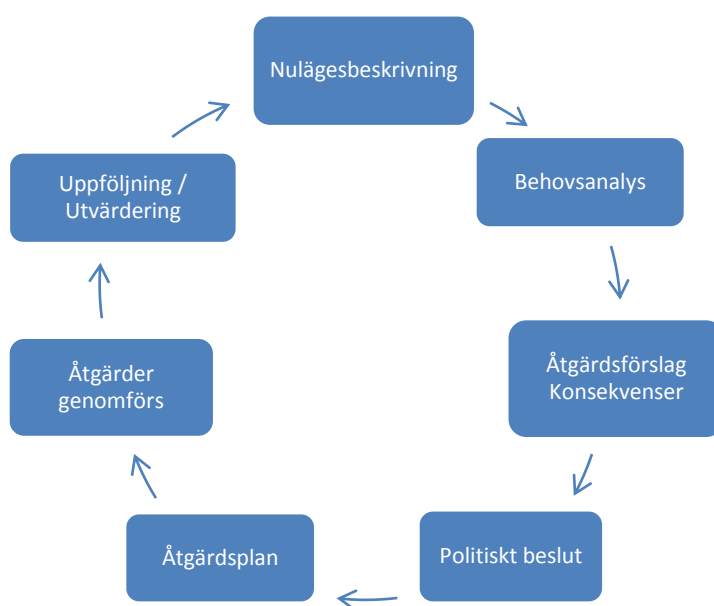 Nulägesbeskrivning
Behovsanalys
Åtgärdsförslag
Konsekvenser
Politiskt beslut
Åtgärdsplan
Åtgärder
genomförs
Uppföljning /
Utvärdering